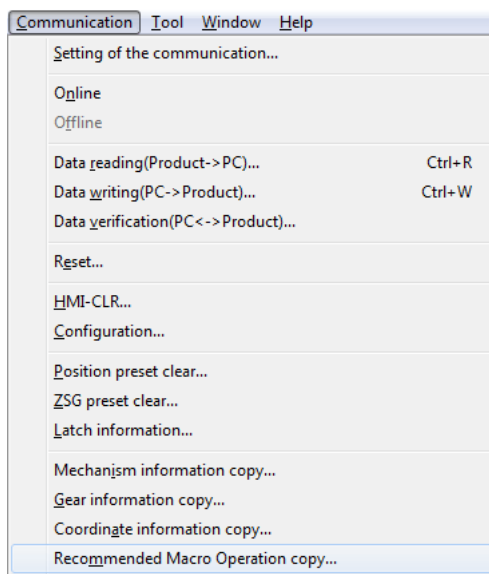 Communication Tool Window Help
Setting of the communication...
Online
Offline
Data reading(Product->PC)... Ctrl+R
Data writing(PC->Product)... Ctrl+W
Data verification(PC<->Product)...
Reset...
HMI-CLR...
Configuration...
Position preset clear...
ZSG preset clear...
Latch information...
Mechanism information copy...
Gear information copy...
Coordinate information copy...
Recommended Macro Operation copy...